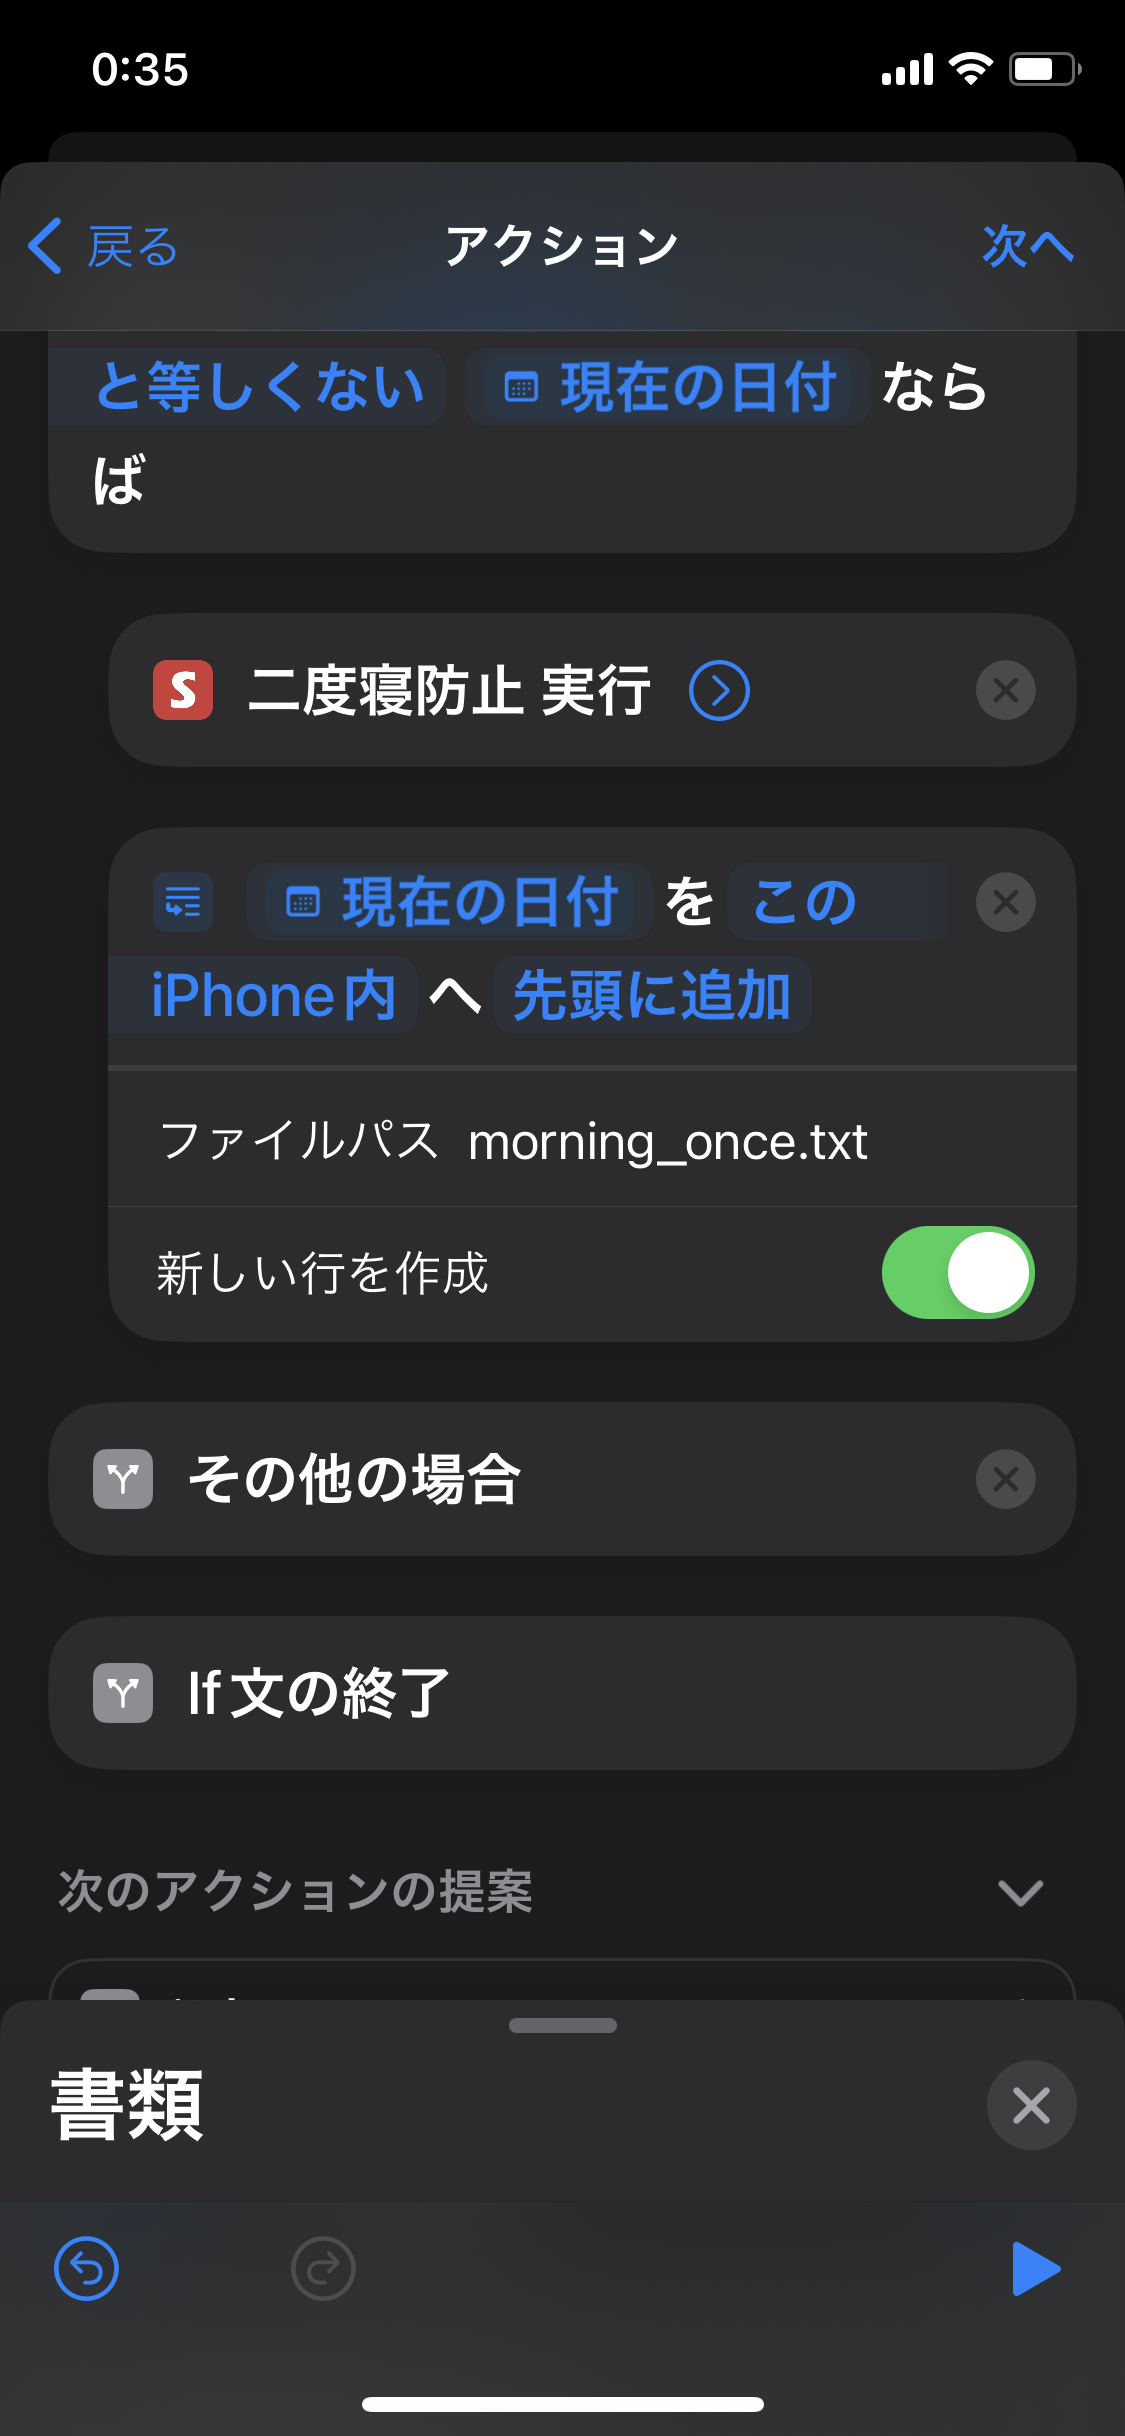 0:35
戻る
アクション
次へ
と等しくない 現在の日付 なら
ば
二度寝防止 実行
現在の日付 を この
iPhone内 へ 先頭に追加
ファイルパス morning_once.txt
新しい行を作成
その他の場合
If文の終了
次のアクションの提案
書類